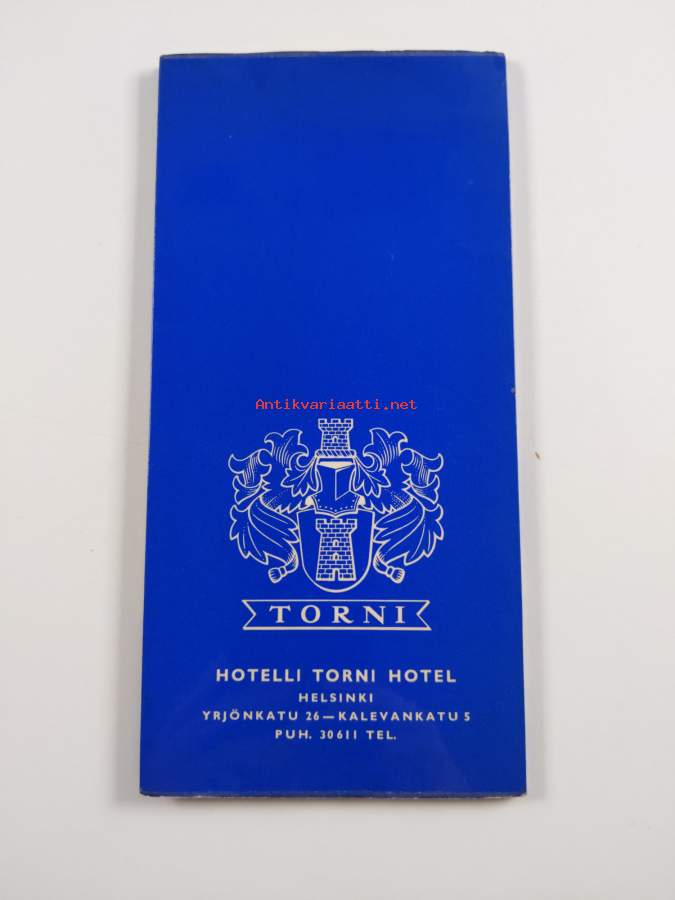 Antikvariaatti.net
TORNI
HOTELLI TORNI HOTEL
HELSINKI
YRJÖNKATU 26—KALEVANKATU 5
PUH. 30611 TEL.